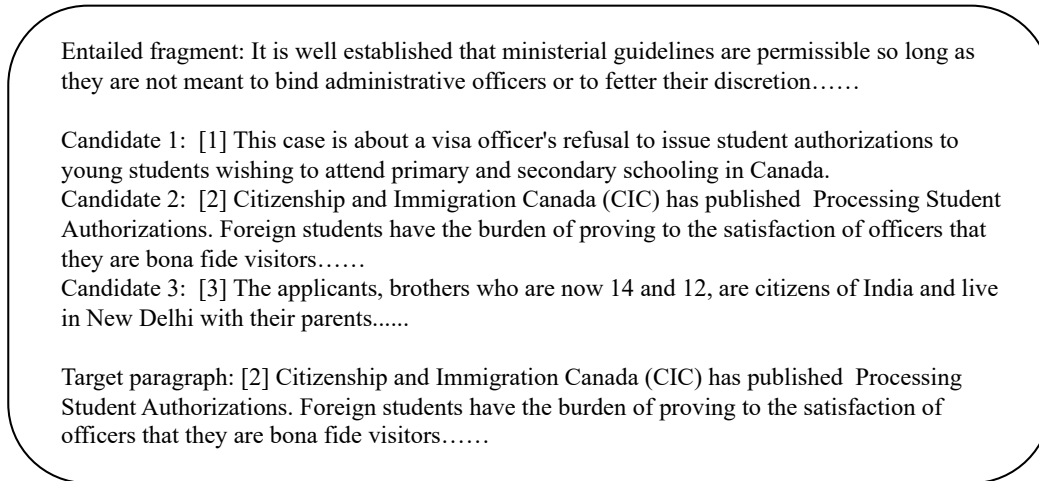 Entailed fragment: It is well established that ministerial guidelines are permissible so long as
they are not meant to bind administrative officers or to fetter their discretion……
Candidate 1:  [1] This case is about a visa officer's refusal to issue student authorizations to
young students wishing to attend primary and secondary schooling in Canada.
Candidate 2:  [2] Citizenship and Immigration Canada (CIC) has published  Processing Student
Authorizations. Foreign students have the burden of proving to the satisfaction of officers that
they are bona fide visitors……
Candidate 3:  [3] The applicants, brothers who are now 14 and 12, are citizens of India and live
in New Delhi with their parents......
Target paragraph: [2] Citizenship and Immigration Canada (CIC) has published  Processing
Student Authorizations. Foreign students have the burden of proving to the satisfaction of
officers that they are bona fide visitors……